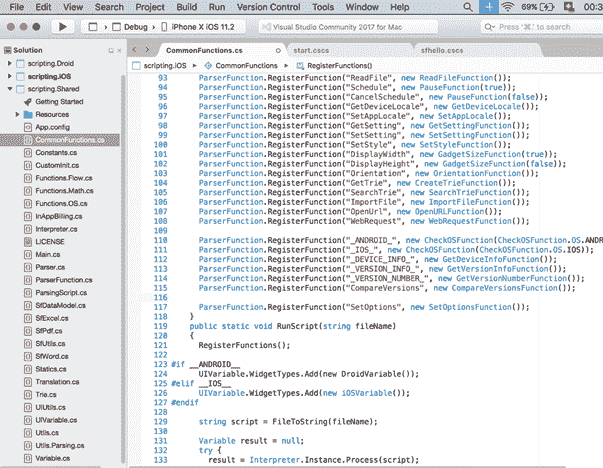 Community Edit Search Project Build Run Version Control Tools Window Help 69% 00:3
Debug iPhone X iOS 11.2 Visual Studio Community 2017 for Mac Press '⌘.' to search
Solution
scripting.Droid
scripting.iOS
scripting.Shared
Getting Started
Resources
App.config
CommonFunctions.cs
Constants.cs
CustomInit.cs
Functions.Flow.cs
Functions.Math.cs
Functions.OS.cs
InAppBilling.cs
Interpreter.cs
LICENSE
Main.cs
Parser.cs
ParserFunction.cs
ParsingScript.cs
SfDataModel.cs
SfExcel.cs
SfPdf.cs
SfUtils.cs
SfWord.cs
Statics.cs
Translation.cs
Trie.cs
UIUtils.cs
UIVariable.cs
Utils.cs
Utils.Parsing.cs
Variable.cs
CommonFunctions.cs start.cscs sfhello.cscs
scripting.iOS CommonFunctions RegisterFunctions()
93 ParserFunction.RegisterFunction("ReadFile", new ReadFileFunction());
94 ParserFunction.RegisterFunction("Schedule", new PauseFunction(true));
95 ParserFunction.RegisterFunction("CancelSchedule", new PauseFunction(false));
96 ParserFunction.RegisterFunction("GetDeviceLocale", new GetDeviceLocale());
97 ParserFunction.RegisterFunction("SetAppLocale", new SetAppLocale());
98 ParserFunction.RegisterFunction("GetSetting", new GetSettingFunction());
99 ParserFunction.RegisterFunction("SetSetting", new SetSettingFunction());
100 ParserFunction.RegisterFunction("SetStyle", new SetStyleFunction());
101 ParserFunction.RegisterFunction("DisplayWidth", new GadgetSizeFunction(true));
102 ParserFunction.RegisterFunction("DisplayHeight", new GadgetSizeFunction(false));
103 ParserFunction.RegisterFunction("Orientation", new OrientationFunction());
104 ParserFunction.RegisterFunction("GetTrie", new CreateTrieFunction());
105 ParserFunction.RegisterFunction("SearchTrie", new SearchTrieFunction());
106 ParserFunction.RegisterFunction("ImportFile", new ImportFileFunction());
107 ParserFunction.RegisterFunction("OpenUrl", new OpenURLFunction());
108 ParserFunction.RegisterFunction("WebRequest", new WebRequestFunction());
109
110 ParserFunction.RegisterFunction("_ANDROID_", new CheckOSFunction(CheckOSFunction.OS.ANDR
111 ParserFunction.RegisterFunction("_IOS_", new CheckOSFunction(CheckOSFunction.OS.IOS));
112 ParserFunction.RegisterFunction("_DEVICE_INFO_", new GetDeviceInfoFunction());
113 ParserFunction.RegisterFunction("_VERSION_INFO_", new GetVersionInfoFunction());
114 ParserFunction.RegisterFunction("_VERSION_NUMBER_", new GetVersionNumberFunction());
115 ParserFunction.RegisterFunction("CompareVersions", new CompareVersionsFunction());
116
117 ParserFunction.RegisterFunction("SetOptions", new SetOptionsFunction());
118 }
119 public static void RunScript(string fileName)
120 {
121 RegisterFunctions();
122
123 #if __ANDROID__
124 UIVariable.WidgetTypes.Add(new DroidVariable());
125 #elif __IOS__
126 UIVariable.WidgetTypes.Add(new iOSVariable());
127 #endif
128
129 string script = FileToString(fileName);
130
131 Variable result = null;
132 try {
133 result = Interpreter.Instance.Process(script);